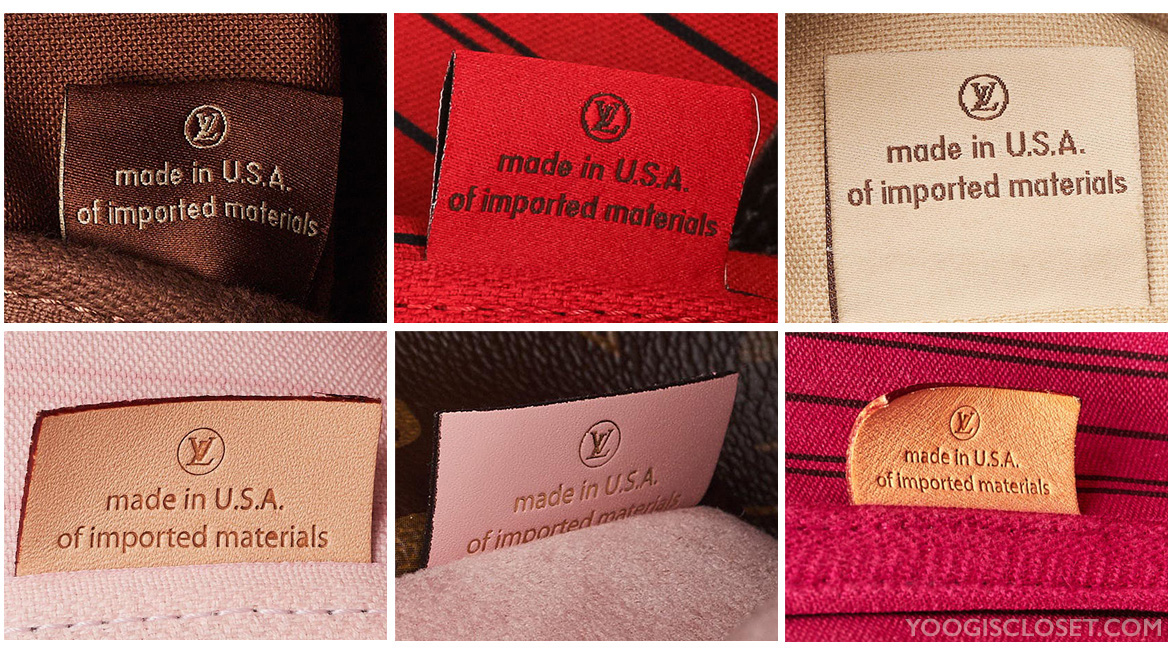 LV
made in U.S.A.
of imported materials
LV
made in U.S.A.
of imported materials
LV
made in U.S.A.
of imported materials
LV
made in U.S.A.
of imported materials
LV
made in U.S.A.
of imported materials
LV
made in U.S.A.
of imported materials
YOOGISCLOSET.COM